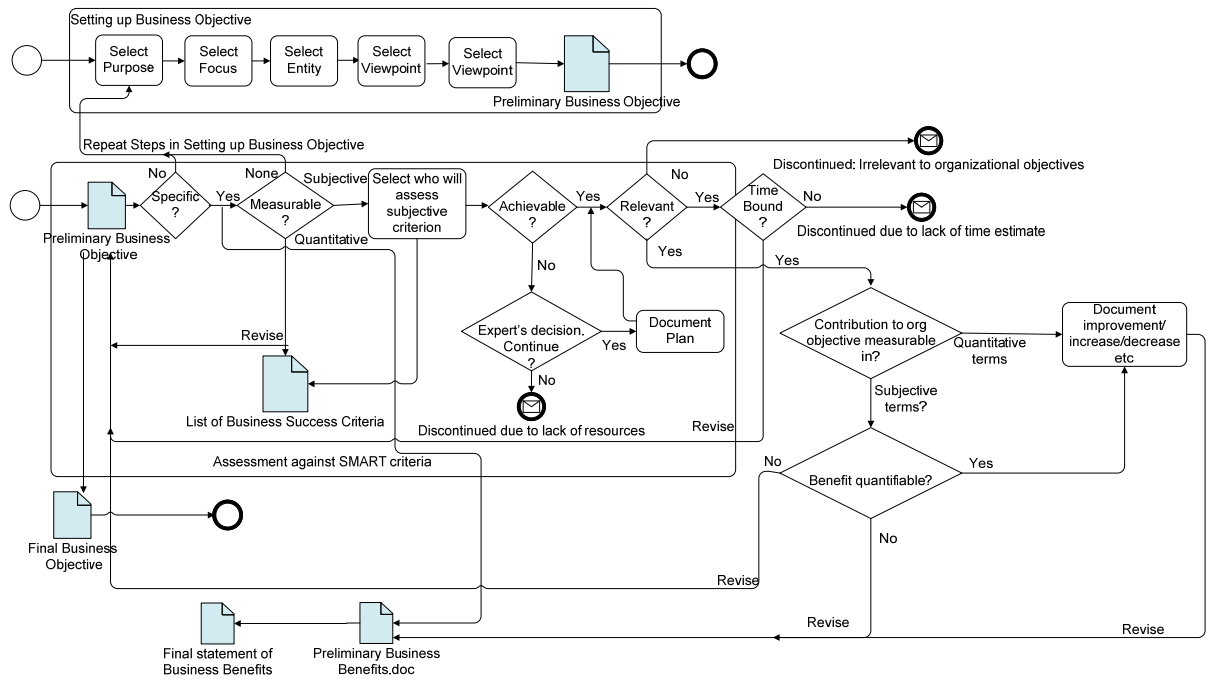 Setting up Business Objective
Select
Purpose
Select
Focus
Select
Entity
Select
Viewpoint
Select
Viewpoint
Preliminary Business Objective
Repeat Steps in Setting up Business Objective
Discontinued: Irrelevant to organizational objectives
No
None
Subjective
Specific
?
Yes
Measurable
?
Select who will
assess
subjective
criterion
Achievable
?
Yes
Relevant
?
No
Yes
Time
Bound
?
No
Discontinued due to lack of time estimate
Preliminary Business
Objective
Quantitative
No
Yes
Yes
Expert's decision.
Continue
?
Yes
Document
Plan
No
Discontinued due to lack of resources
Revise
List of Business Success Criteria
Revise
Assessment against SMART criteria
Contribution to org
objective measurable
in?
Quantitative
terms
Document
improvement/
increase/decrease
etc
Subjective
terms?
No
Benefit quantifiable?
Yes
No
Final Business
Objective
Revise
Revise
Revise
Final statement of
Business Benefits
Preliminary Business
Benefits.doc